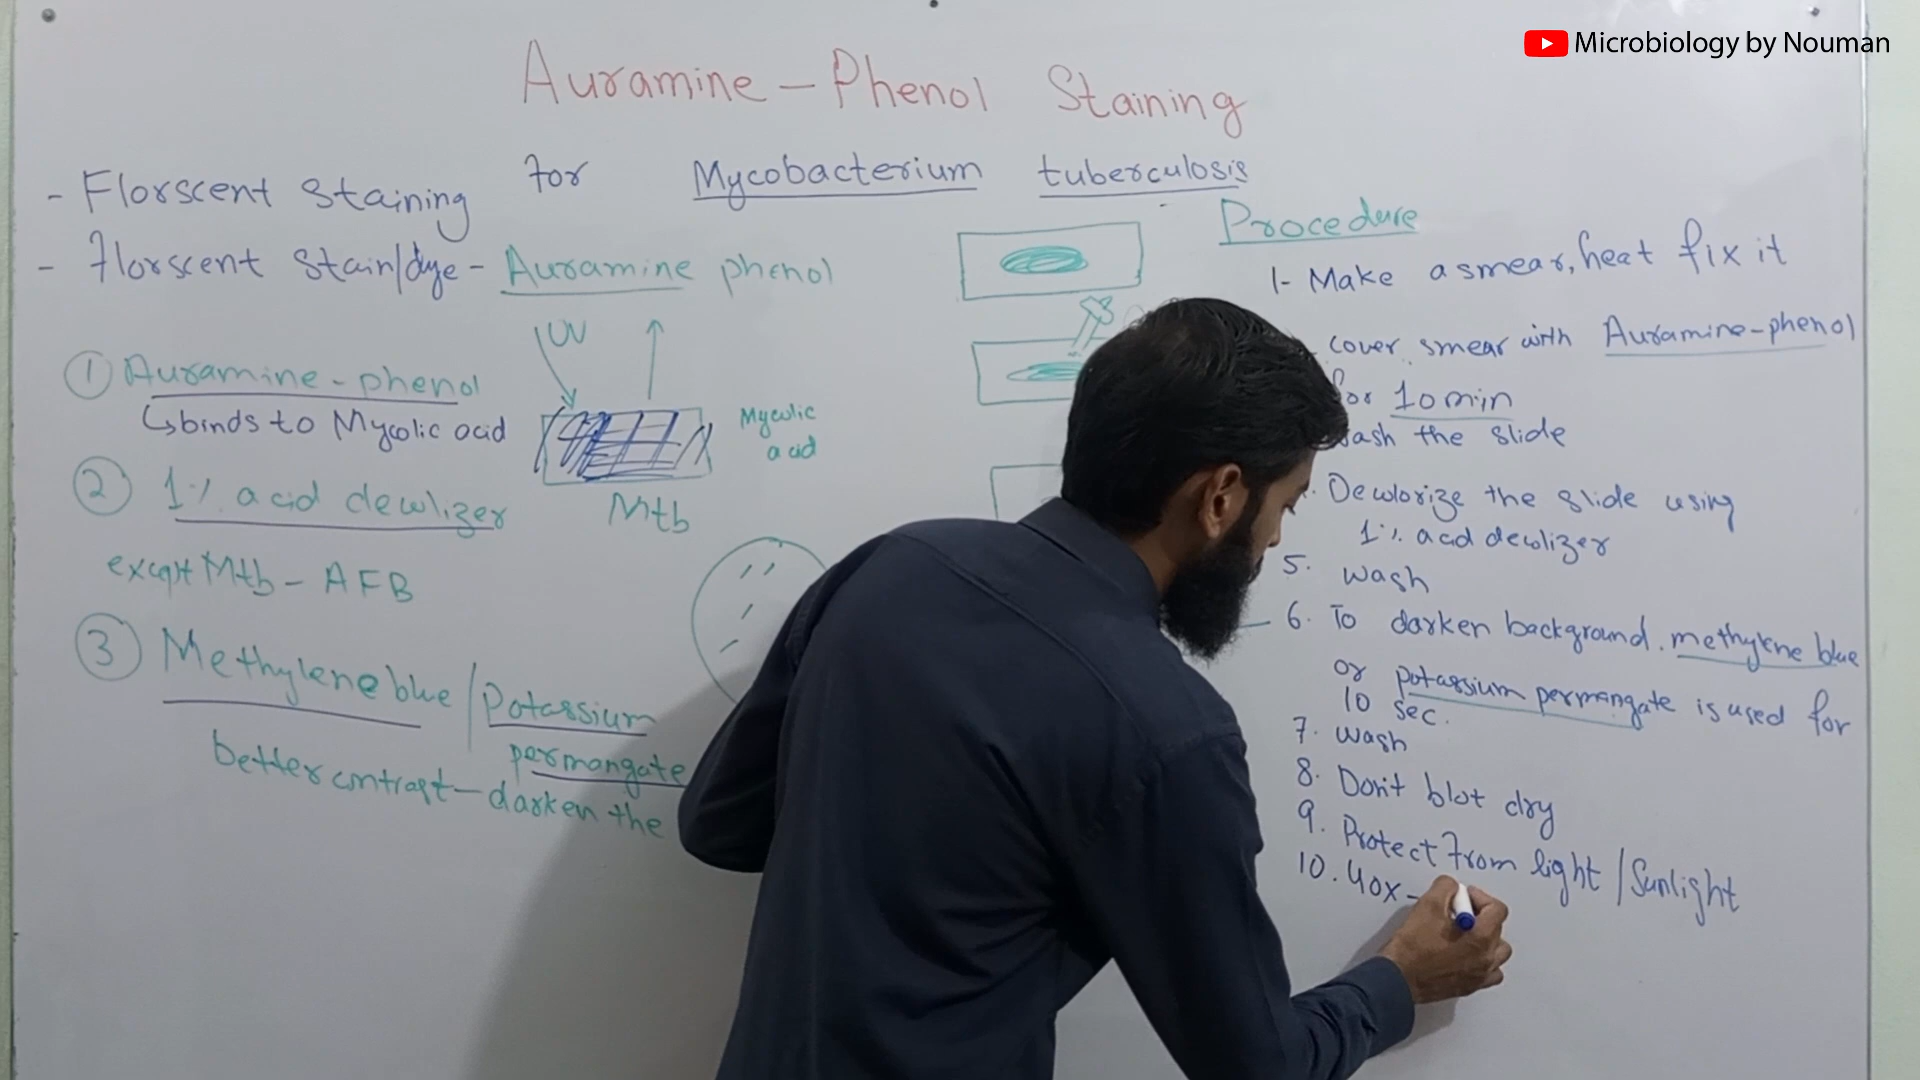 Microbiology by Nouman
Auramine - Phenol Staining
for Mycobacterium tuberculosis
- Florscent Staining
- Florscent Stain/dye - Auramine phenol
UV
1 Auramine - phenol
binds to Mycolic acid
Mycolic
acid
Mtb
2 1% acid decolizer
except Mtb - AFB
3 Methylene blue / Potassium
permangate
better contrast - darken the
Procedure
1- Make a smear, heat fix it
cover smear with Auramine-phenol
for 10 min
the slide
Decolorize the slide using
1% acid decolizer
5. Wash
6. To darken background. methylene blue
or potassium permangate is used for
10 sec.
7. Wash
8. Don't blot dry
9. Protect from light / Sunlight
10. 40x -